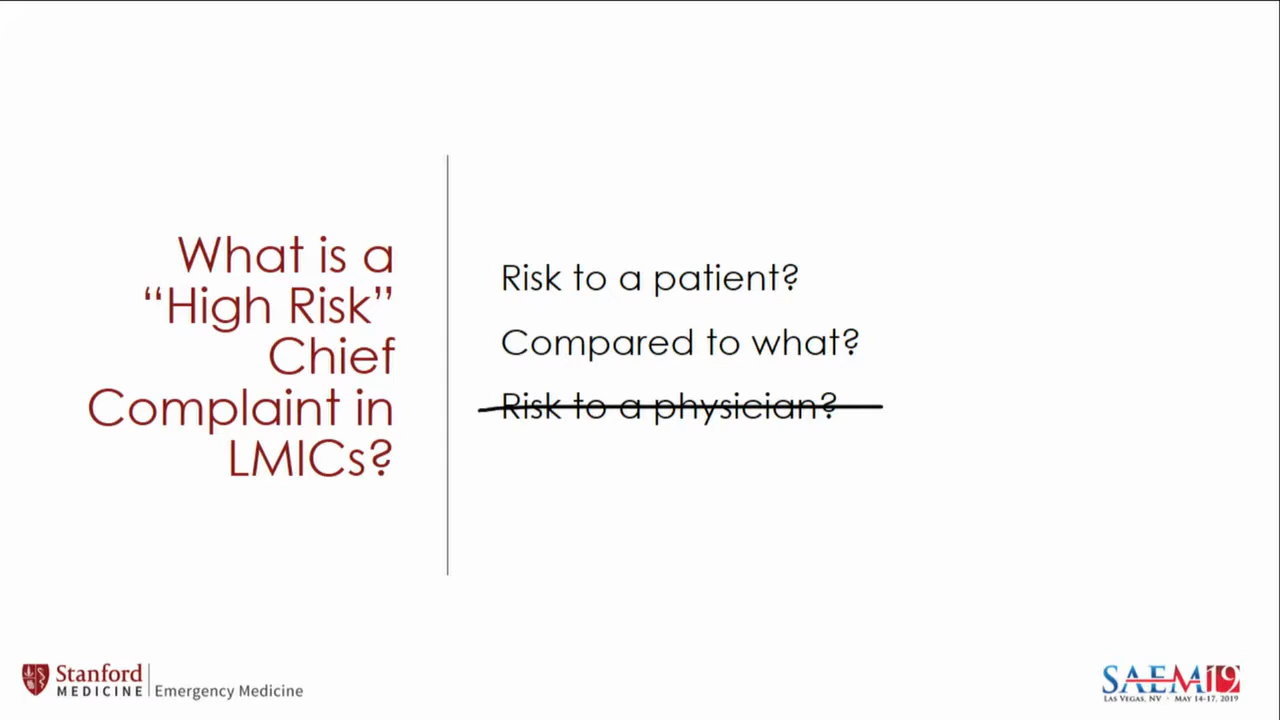 What is a
“High Risk”
Chief
Complaint in
LMICs?
Risk to a patient?
Compared to what?
Risk to a physician?
Stanford
MEDICINE
Emergency Medicine
SAEM19
LAS VEGAS, NV • MAY 14-17, 2019